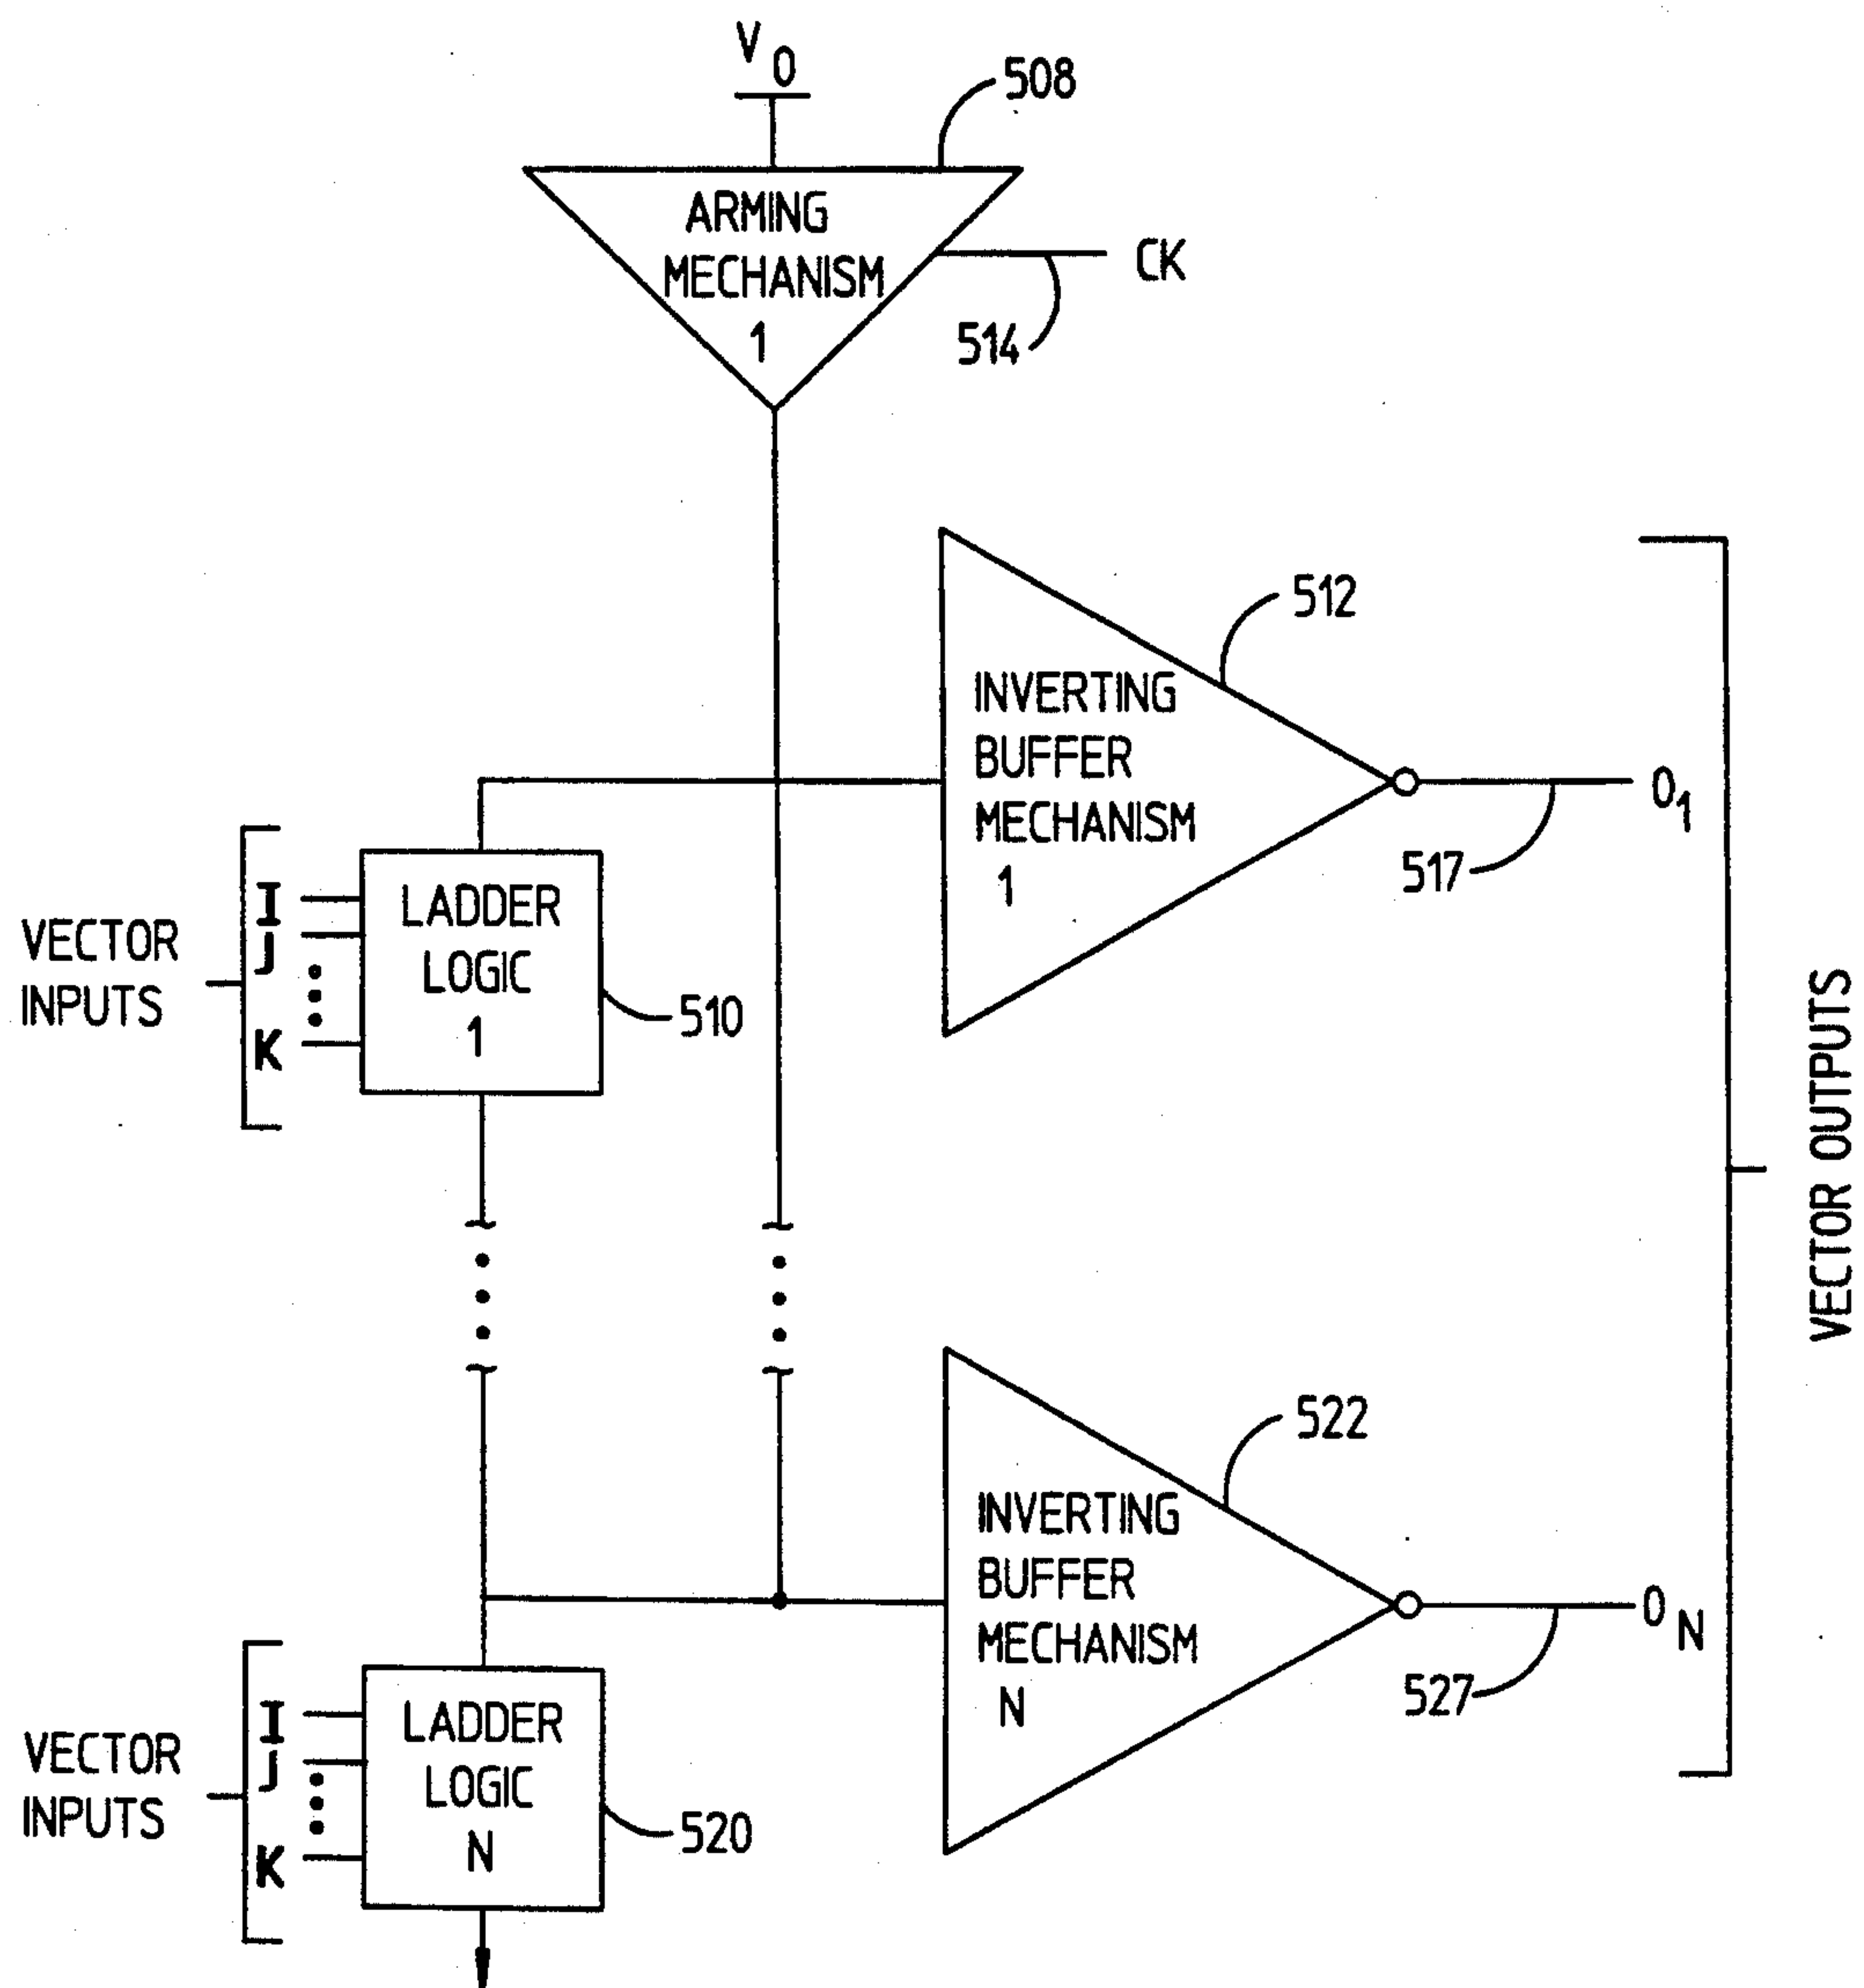 V0
508
ARMING
MECHANISM
1
CK
514
512
INVERTING
BUFFER
MECHANISM
1
O1
517
VECTOR
INPUTS
I
J
K
LADDER
LOGIC
1
510
VECTOR OUTPUTS
522
INVERTING
BUFFER
MECHANISM
N
ON
527
VECTOR
INPUTS
I
J
K
LADDER
LOGIC
N
520